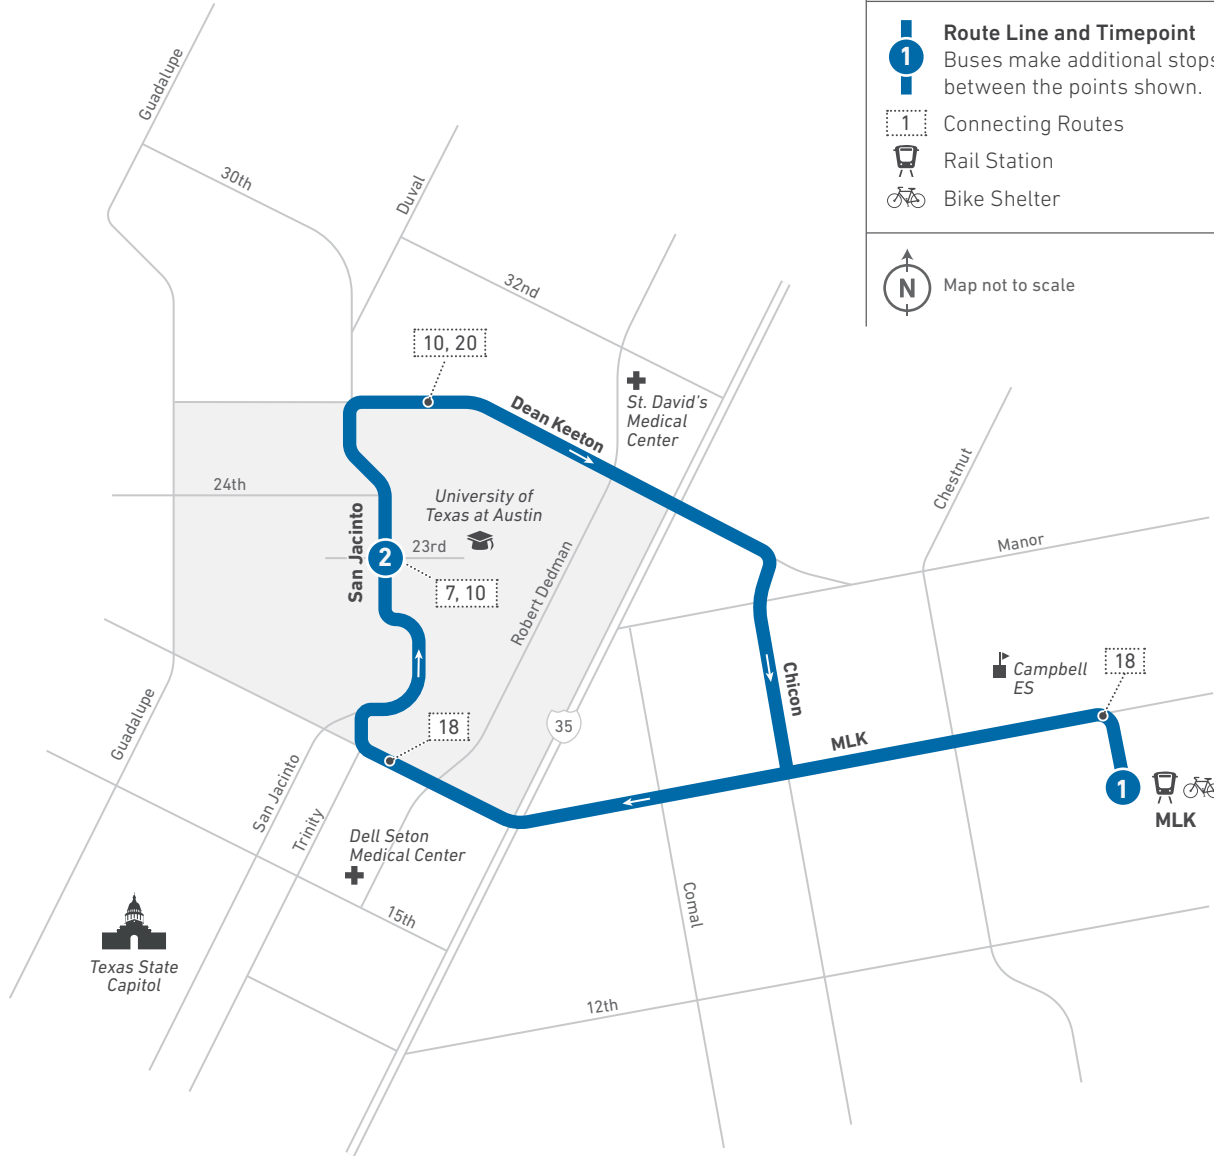 Route Line and Timepoint
1
Buses make additional stops
between the points shown.
1
Connecting Routes
Rail Station
Bike Shelter
N
Map not to scale
Guadalupe
30th
Duval
32nd
10, 20
Dean Keeton
St. David's
Medical
Center
24th
University of
Texas at Austin
San Jacinto
2
23rd
7, 10
Robert Dedman
Chestnut
Manor
Chicon
Campbell
ES
18
Guadalupe
18
35
MLK
San Jacinto
Trinity
1
MLK
Dell Seton
Medical Center
15th
Comal
Texas State
Capitol
12th